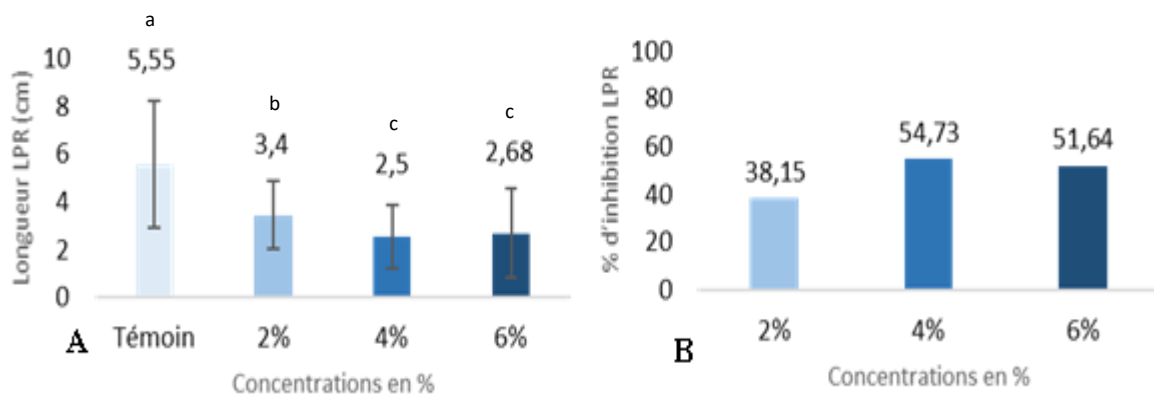 a
5,55
b
3,4
c
2,5
c
2,68
Longueur LPR (cm)
10
8
6
4
2
0
Témoin
2%
4%
6%
A
Concentrations en %
% d'inhibition LPR
100
80
60
40
20
0
38,15
54,73
51,64
2%
4%
6%
B
Concentrations en %